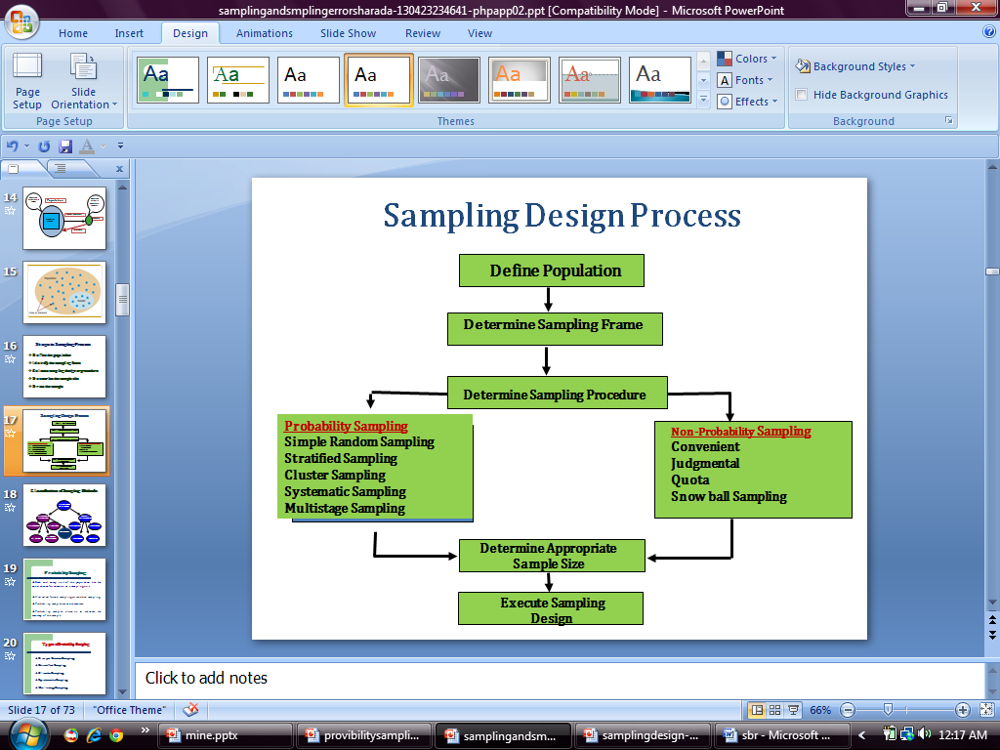 samplingandsmplingerrorsharada-130423234641-phpapp02.ppt [Compatibility Mode] - Microsoft PowerPoint
Home Insert Design Animations Slide Show Review View
Page Setup
Slide Orientation
Page Setup
Aa Aa Aa Aa Aa Aa Aa Aa
Themes
Colors
Fonts
Effects
Background Styles
Hide Background Graphics
Background
14
15
16
17
18
19
20
Sampling Design Process
Define Population
Determine Sampling Frame
Determine Sampling Procedure
Probability Sampling
Simple Random Sampling
Stratified Sampling
Cluster Sampling
Systematic Sampling
Multistage Sampling
Non-Probability Sampling
Convenient
Judgmental
Quota
Snow ball Sampling
Determine Appropriate
Sample Size
Execute Sampling
Design
Click to add notes
Slide 17 of 73 "Office Theme" 66%
mine.pptx provibilitysampli... samplingandsm... samplingdesign-... sbr - Microsoft ... 12:17 AM